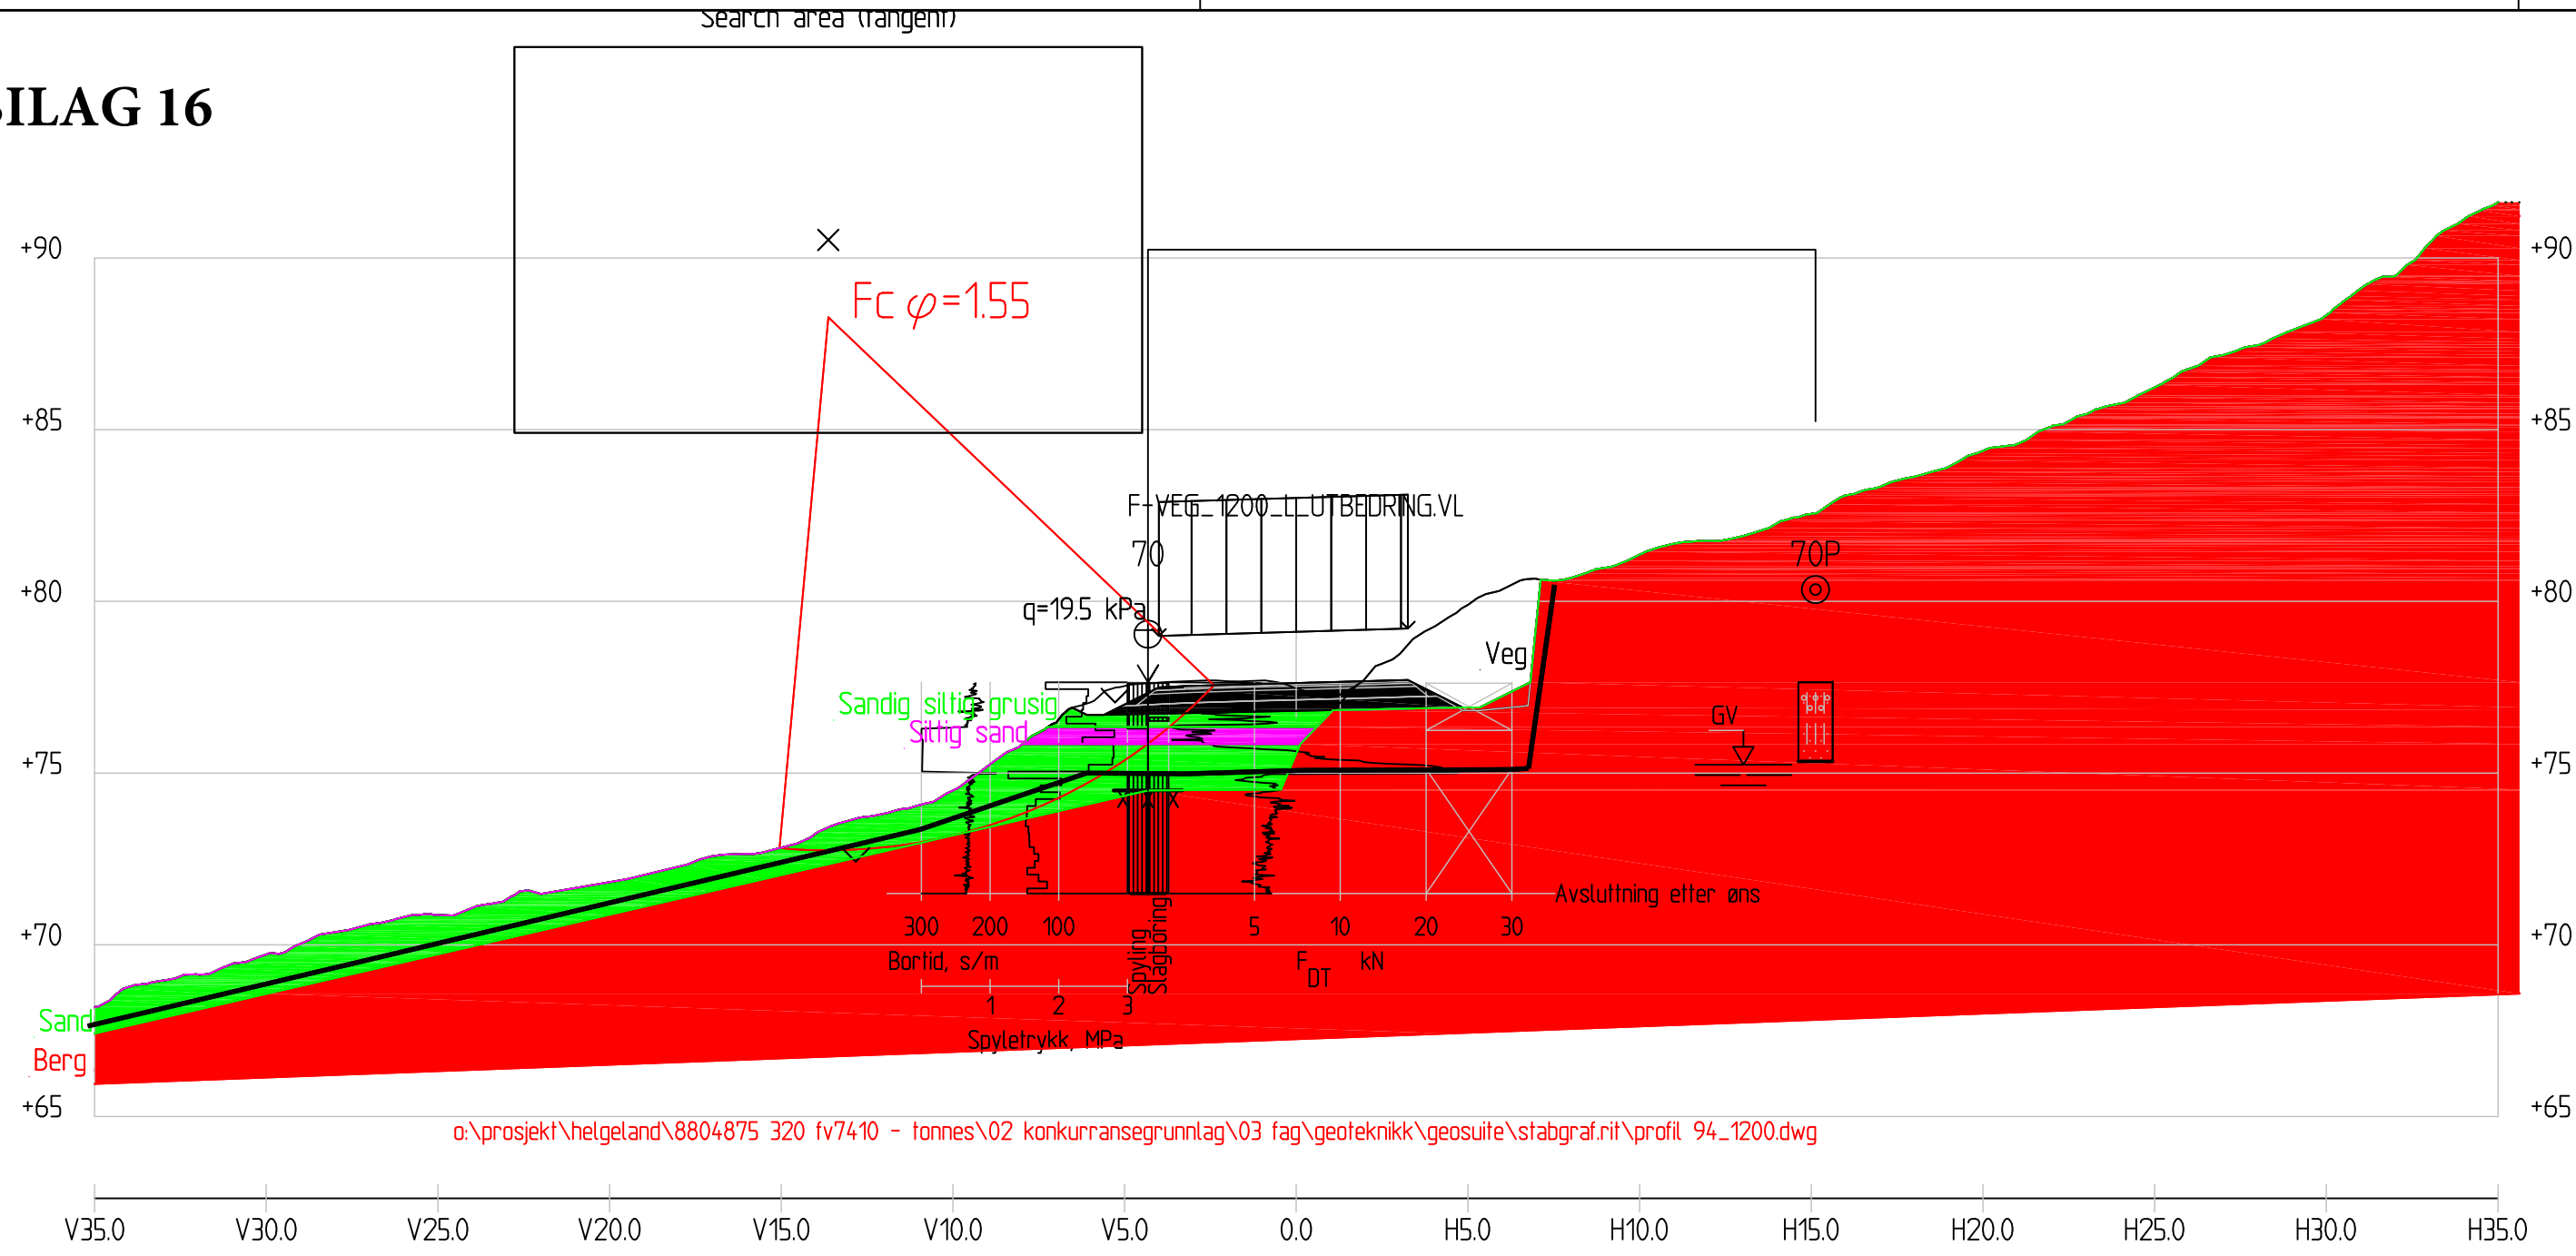 Search area (tangent)
BILAG 16
+90
+90
Fc φ=1.55
+85
+85
F-VEG_1200_L_UTBEDRING.VL
70
70P
+80
+80
q=19.5 kPa
Veg
Sandig siltig grusig
Siltig sand
GV
+75
+75
Avsluttning etter øns
300 200 100 5 10 20 30
+70
+70
Spyling
Slagboring
Bortid, s/m
F DT kN
1 2 3
Sand
Spyletrykk, MPa
Berg
+65
+65
o:\prosjekt\helgeland\8804875 320 fv7410 - tonnes\02 konkurransegrunnlag\03 fag\geoteknikk\geosuite\stabgraf.rit\profil 94_1200.dwg
V35.0 V30.0 V25.0 V20.0 V15.0 V10.0 V5.0 0.0 H5.0 H10.0 H15.0 H20.0 H25.0 H30.0 H35.0